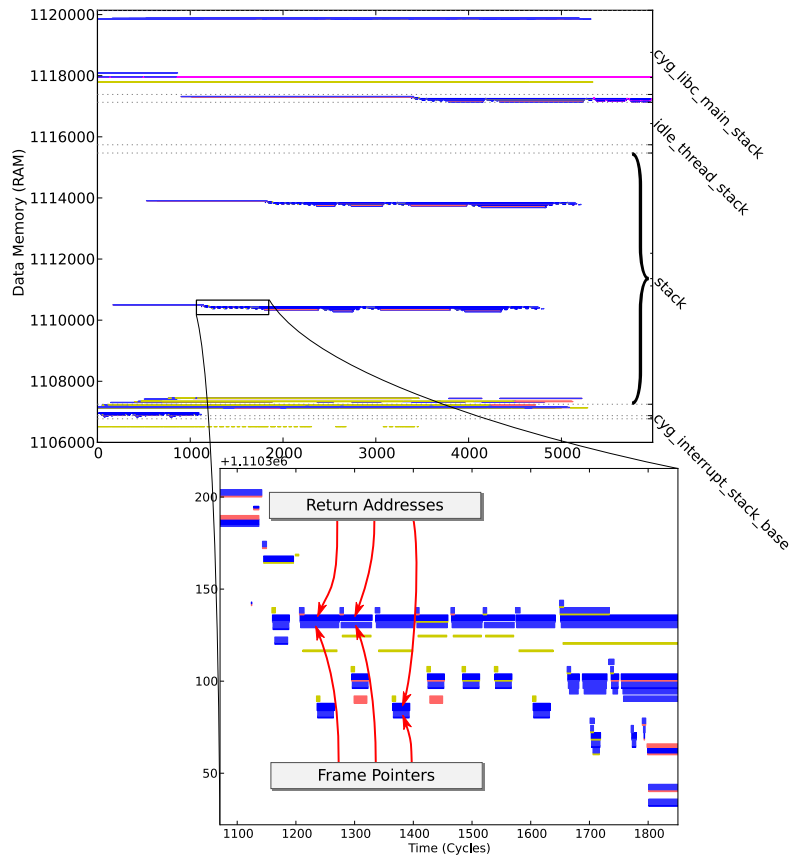 1120000
1118000
1116000
1114000
1112000
1110000
1108000
1106000
Data Memory (RAM)
0
1000
2000
3000
4000
5000
cyg_libc_main_stack
idle_thread_stack
stack
cyg_interrupt_stack_base
+1.1103e6
200
150
100
50
Return Addresses
Frame Pointers
1100
1200
1300
1400
1500
1600
1700
1800
Time (Cycles)